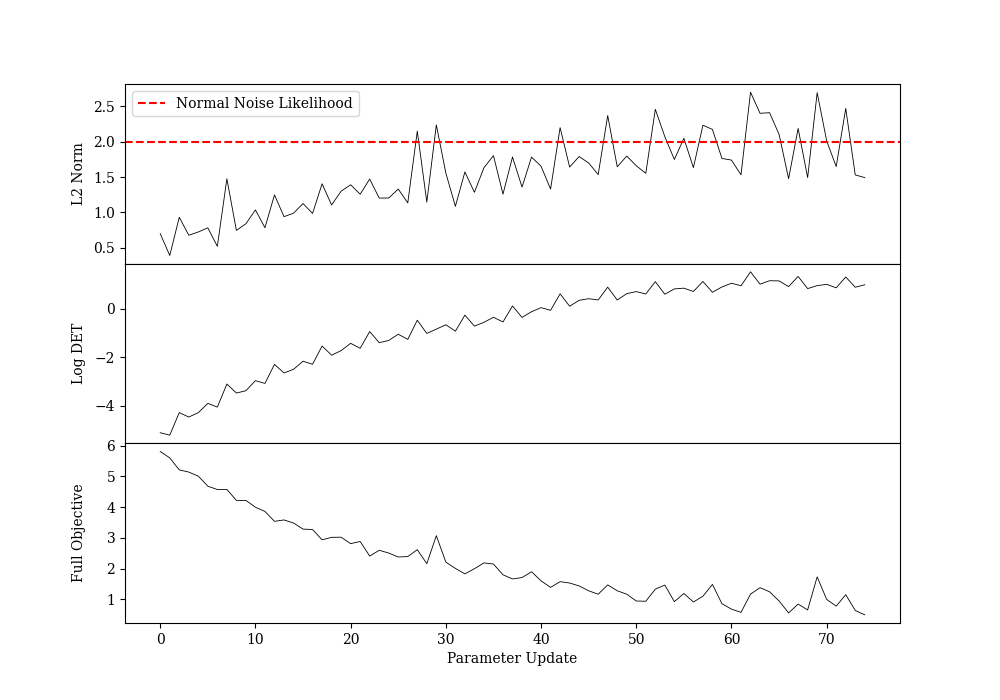 2.5
2.0
1.5
1.0
0.5
L2 Norm
Normal Noise Likelihood
0
−2
−4
Log DET
6
5
4
3
2
1
Full Objective
0 10 20 30 40 50 60 70
Parameter Update